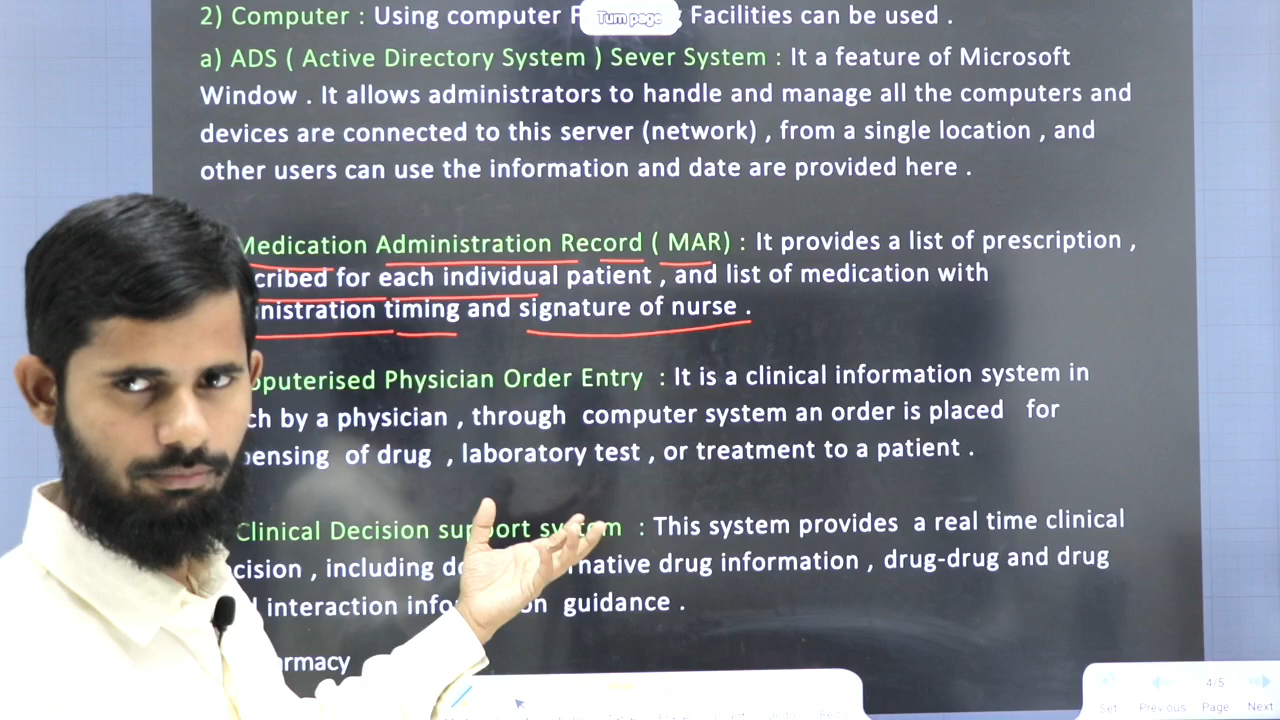 2) Computer : Using computer Facilities can be used .
Turn page
a) ADS ( Active Directory System ) Sever System : It a feature of Microsoft
Window . It allows administrators to handle and manage all the computers and
devices are connected to this server (network) , from a single location , and
other users can use the information and date are provided here .
Medication Administration Record ( MAR) : It provides a list of prescription ,
cribed for each individual patient , and list of medication with
nistration timing and signature of nurse .
puterised Physician Order Entry : It is a clinical information system in
ch by a physician , through computer system an order is placed for
pensing of drug , laboratory test , or treatment to a patient .
Clinical Decision support system : This system provides a real time clinical
cision , including native drug information , drug-drug and drug
interaction guidance .
rmacy
4/5
Set Previous Page Next